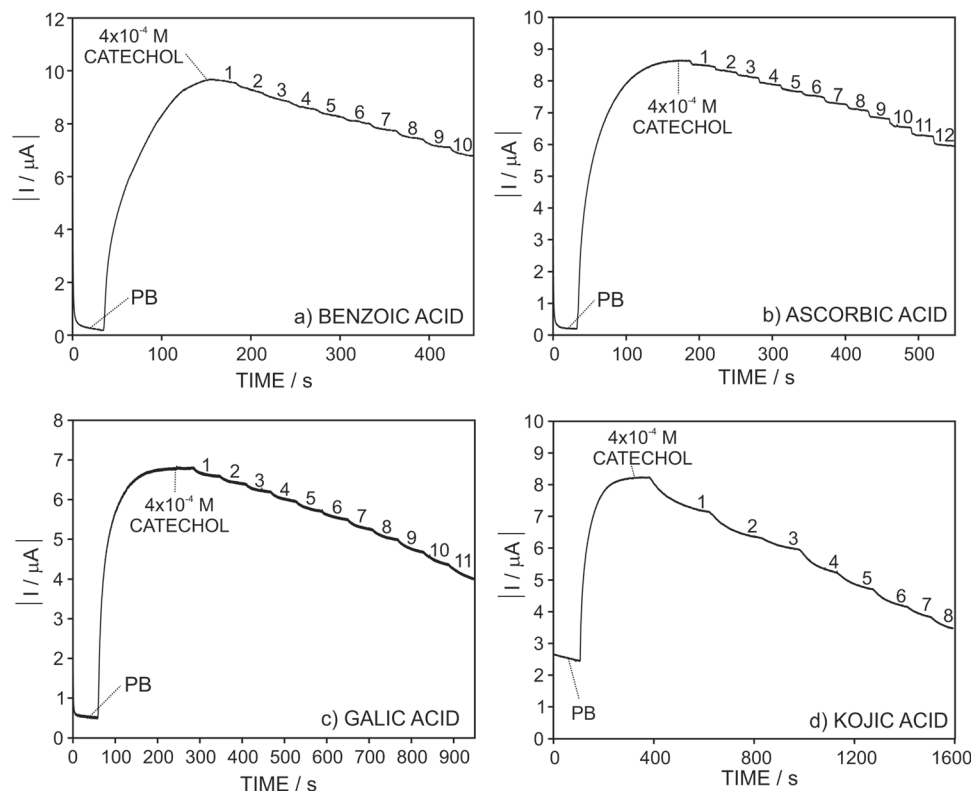 12
10
8
6
4
2
0
|I / µA|
4x10⁻⁴ M
CATECHOL
1 2 3 4 5 6 7 8 9 10
PB
a) BENZOIC ACID
0 100 200 300 400
TIME / s
10
9
8
7
6
5
4
3
2
1
0
|I / µA|
1 2 3 4 5 6 7 8 9 10 11 12
4x10⁻⁴ M
CATECHOL
PB
b) ASCORBIC ACID
0 100 200 300 400 500
TIME / s
8
7
6
5
4
3
2
1
0
|I / µA|
1 2 3 4 5 6 7 8 9 10 11
4x10⁻⁴ M
CATECHOL
PB
c) GALIC ACID
0 100 200 300 400 500 600 700 800 900
TIME / s
10
9
8
7
6
5
4
3
2
1
0
|I / µA|
4x10⁻⁴ M
CATECHOL
1 2 3 4 5 6 7 8
PB
d) KOJIC ACID
0 400 800 1200 1600
TIME / s